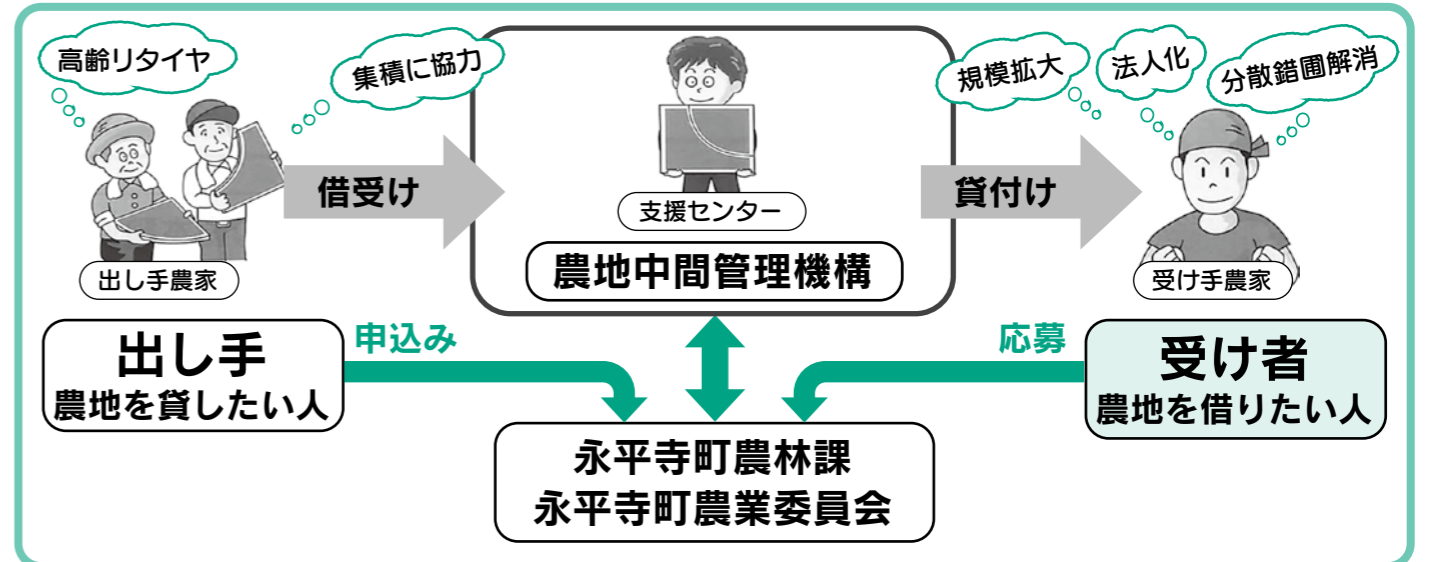 高齢リタイヤ
集積に協力
規模拡大
法人化
分散錯圃解消
借受け
貸付け
支援センター
農地中間管理機構
出し手農家
受け手農家
出し手
農地を貸したい人
申込み
応募
受け者
農地を借りたい人
永平寺町農林課
永平寺町農業委員会